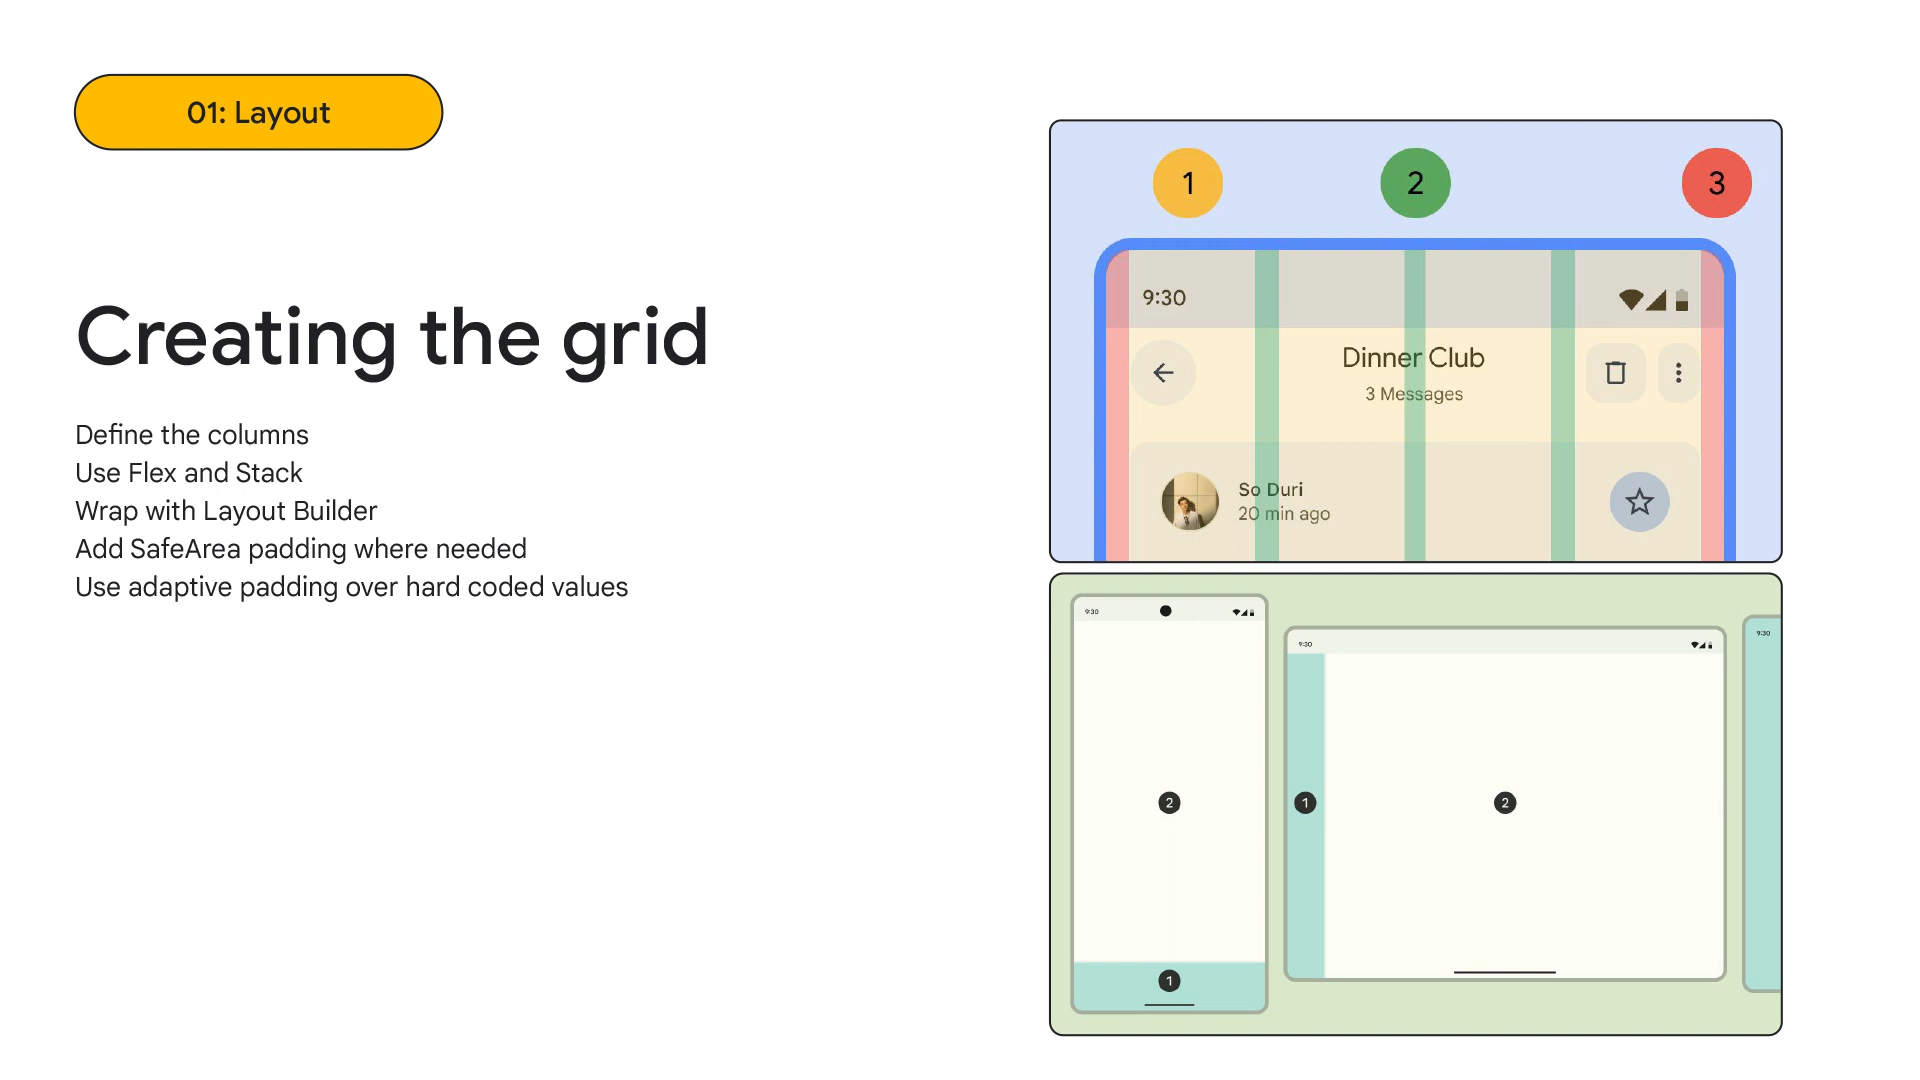 01: Layout
Creating the grid
Define the columns
Use Flex and Stack
Wrap with Layout Builder
Add SafeArea padding where needed
Use adaptive padding over hard coded values
1
2
3
9:30
Dinner Club
3 Messages
So Duri
20 min ago
9:30
2
1
9:30
1
2
9:30